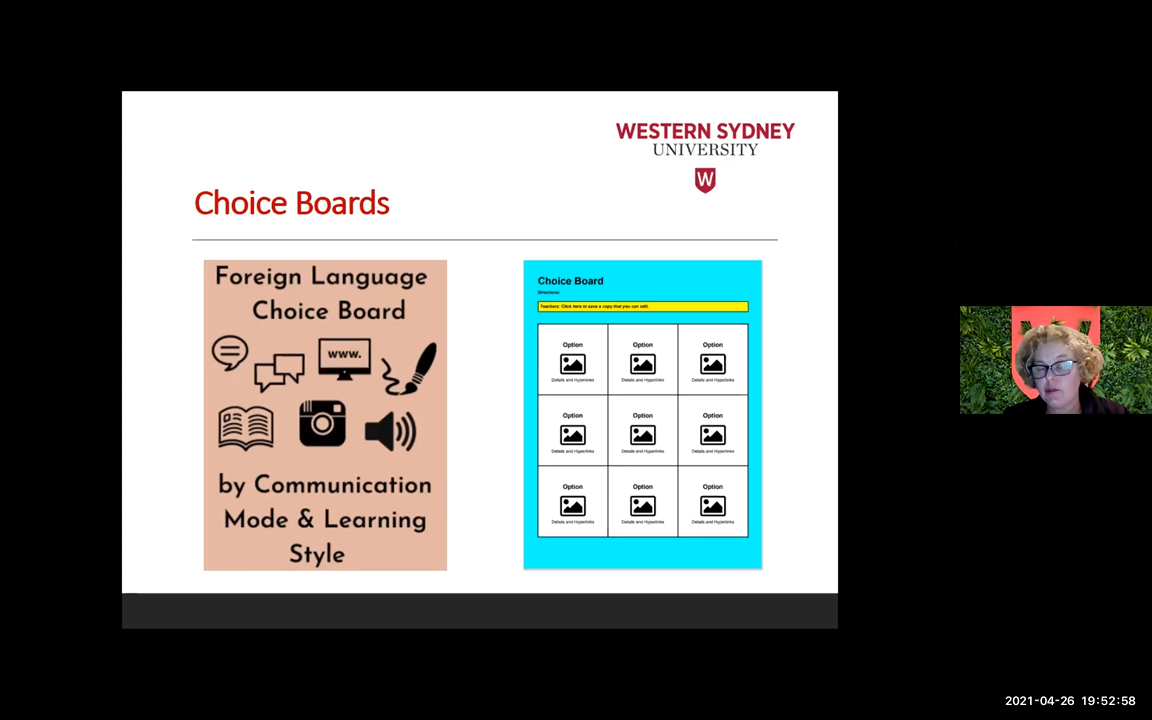 WESTERN SYDNEY
UNIVERSITY
W
Choice Boards
Foreign Language
Choice Board
www.
by Communication
Mode & Learning
Style
Choice Board
Directions:
Teachers: Click here to save a copy that you can edit.
Option Option Option
Details and Hyperlinks Details and Hyperlinks Details and Hyperlinks
Option Option Option
Details and Hyperlinks Details and Hyperlinks Details and Hyperlinks
Option Option Option
Details and Hyperlinks Details and Hyperlinks Details and Hyperlinks
2021-04-26 19:52:58